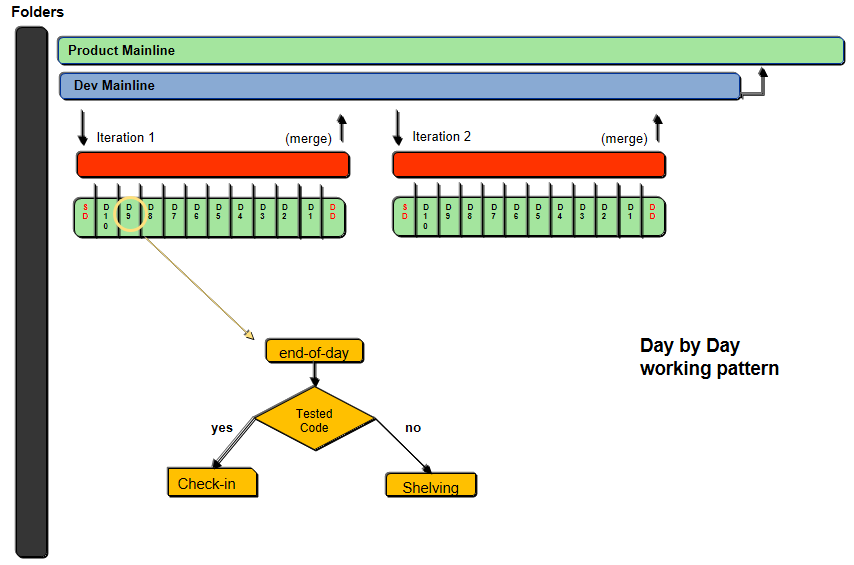 Folders
Product Mainline
Dev Mainline
Iteration 1
(merge)
Iteration 2
(merge)
SD D10 D9 D8 D7 D6 D5 D4 D3 D2 D1 DD
SD D10 D9 D8 D7 D6 D5 D4 D3 D2 D1 DD
end-of-day
Day by Day
working pattern
Tested
Code
yes
no
Check-in
Shelving